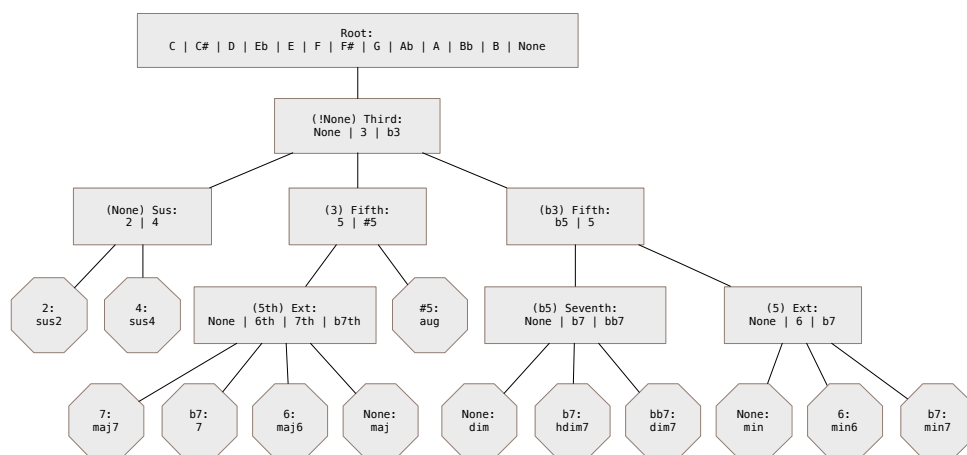 Root:
C | C# | D | Eb | E | F | F# | G | Ab | A | Bb | B | None
(!None) Third:
None | 3 | b3
(None) Sus:
2 | 4
(3) Fifth:
5 | #5
(b3) Fifth:
b5 | 5
2:
sus2
4:
sus4
(5th) Ext:
None | 6th | 7th | b7th
#5:
aug
(b5) Seventh:
None | b7 | bb7
(5) Ext:
None | 6 | b7
7:
maj7
b7:
7
6:
maj6
None:
maj
None:
dim
b7:
hdim7
bb7:
dim7
None:
min
6:
min6
b7:
min7